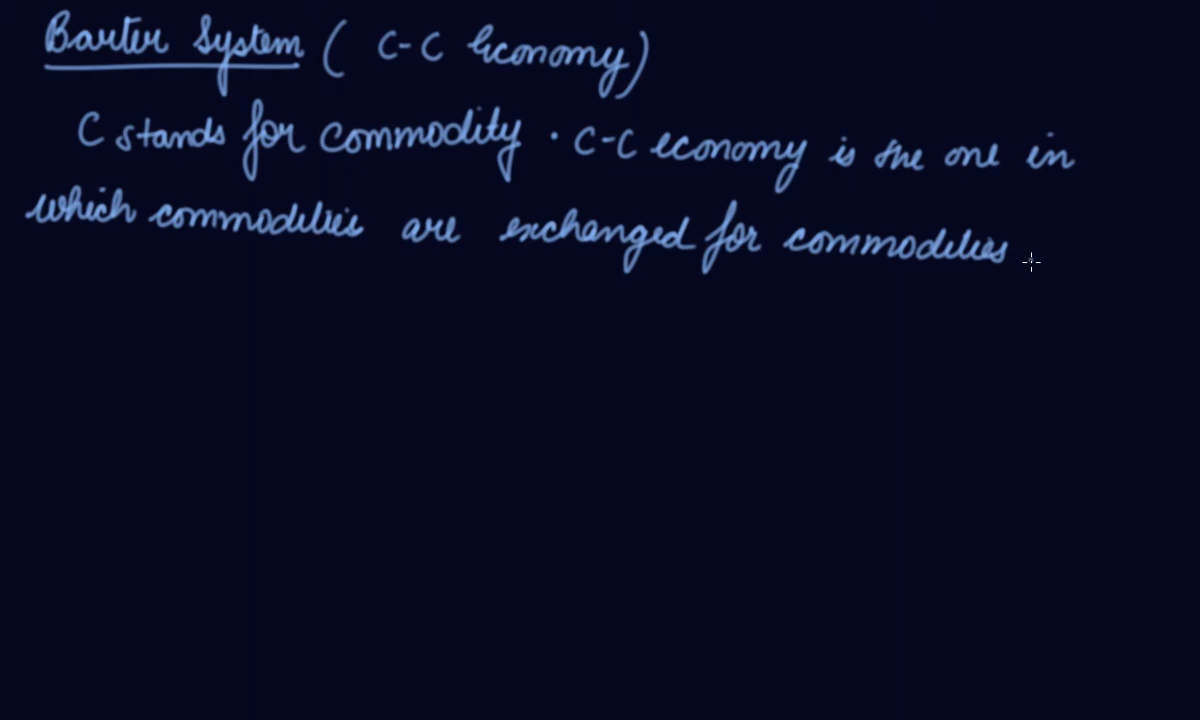 Barter System ( C-C Economy)
C stands for commodity . C-C economy is the one in
which commodities are exchanged for commodities